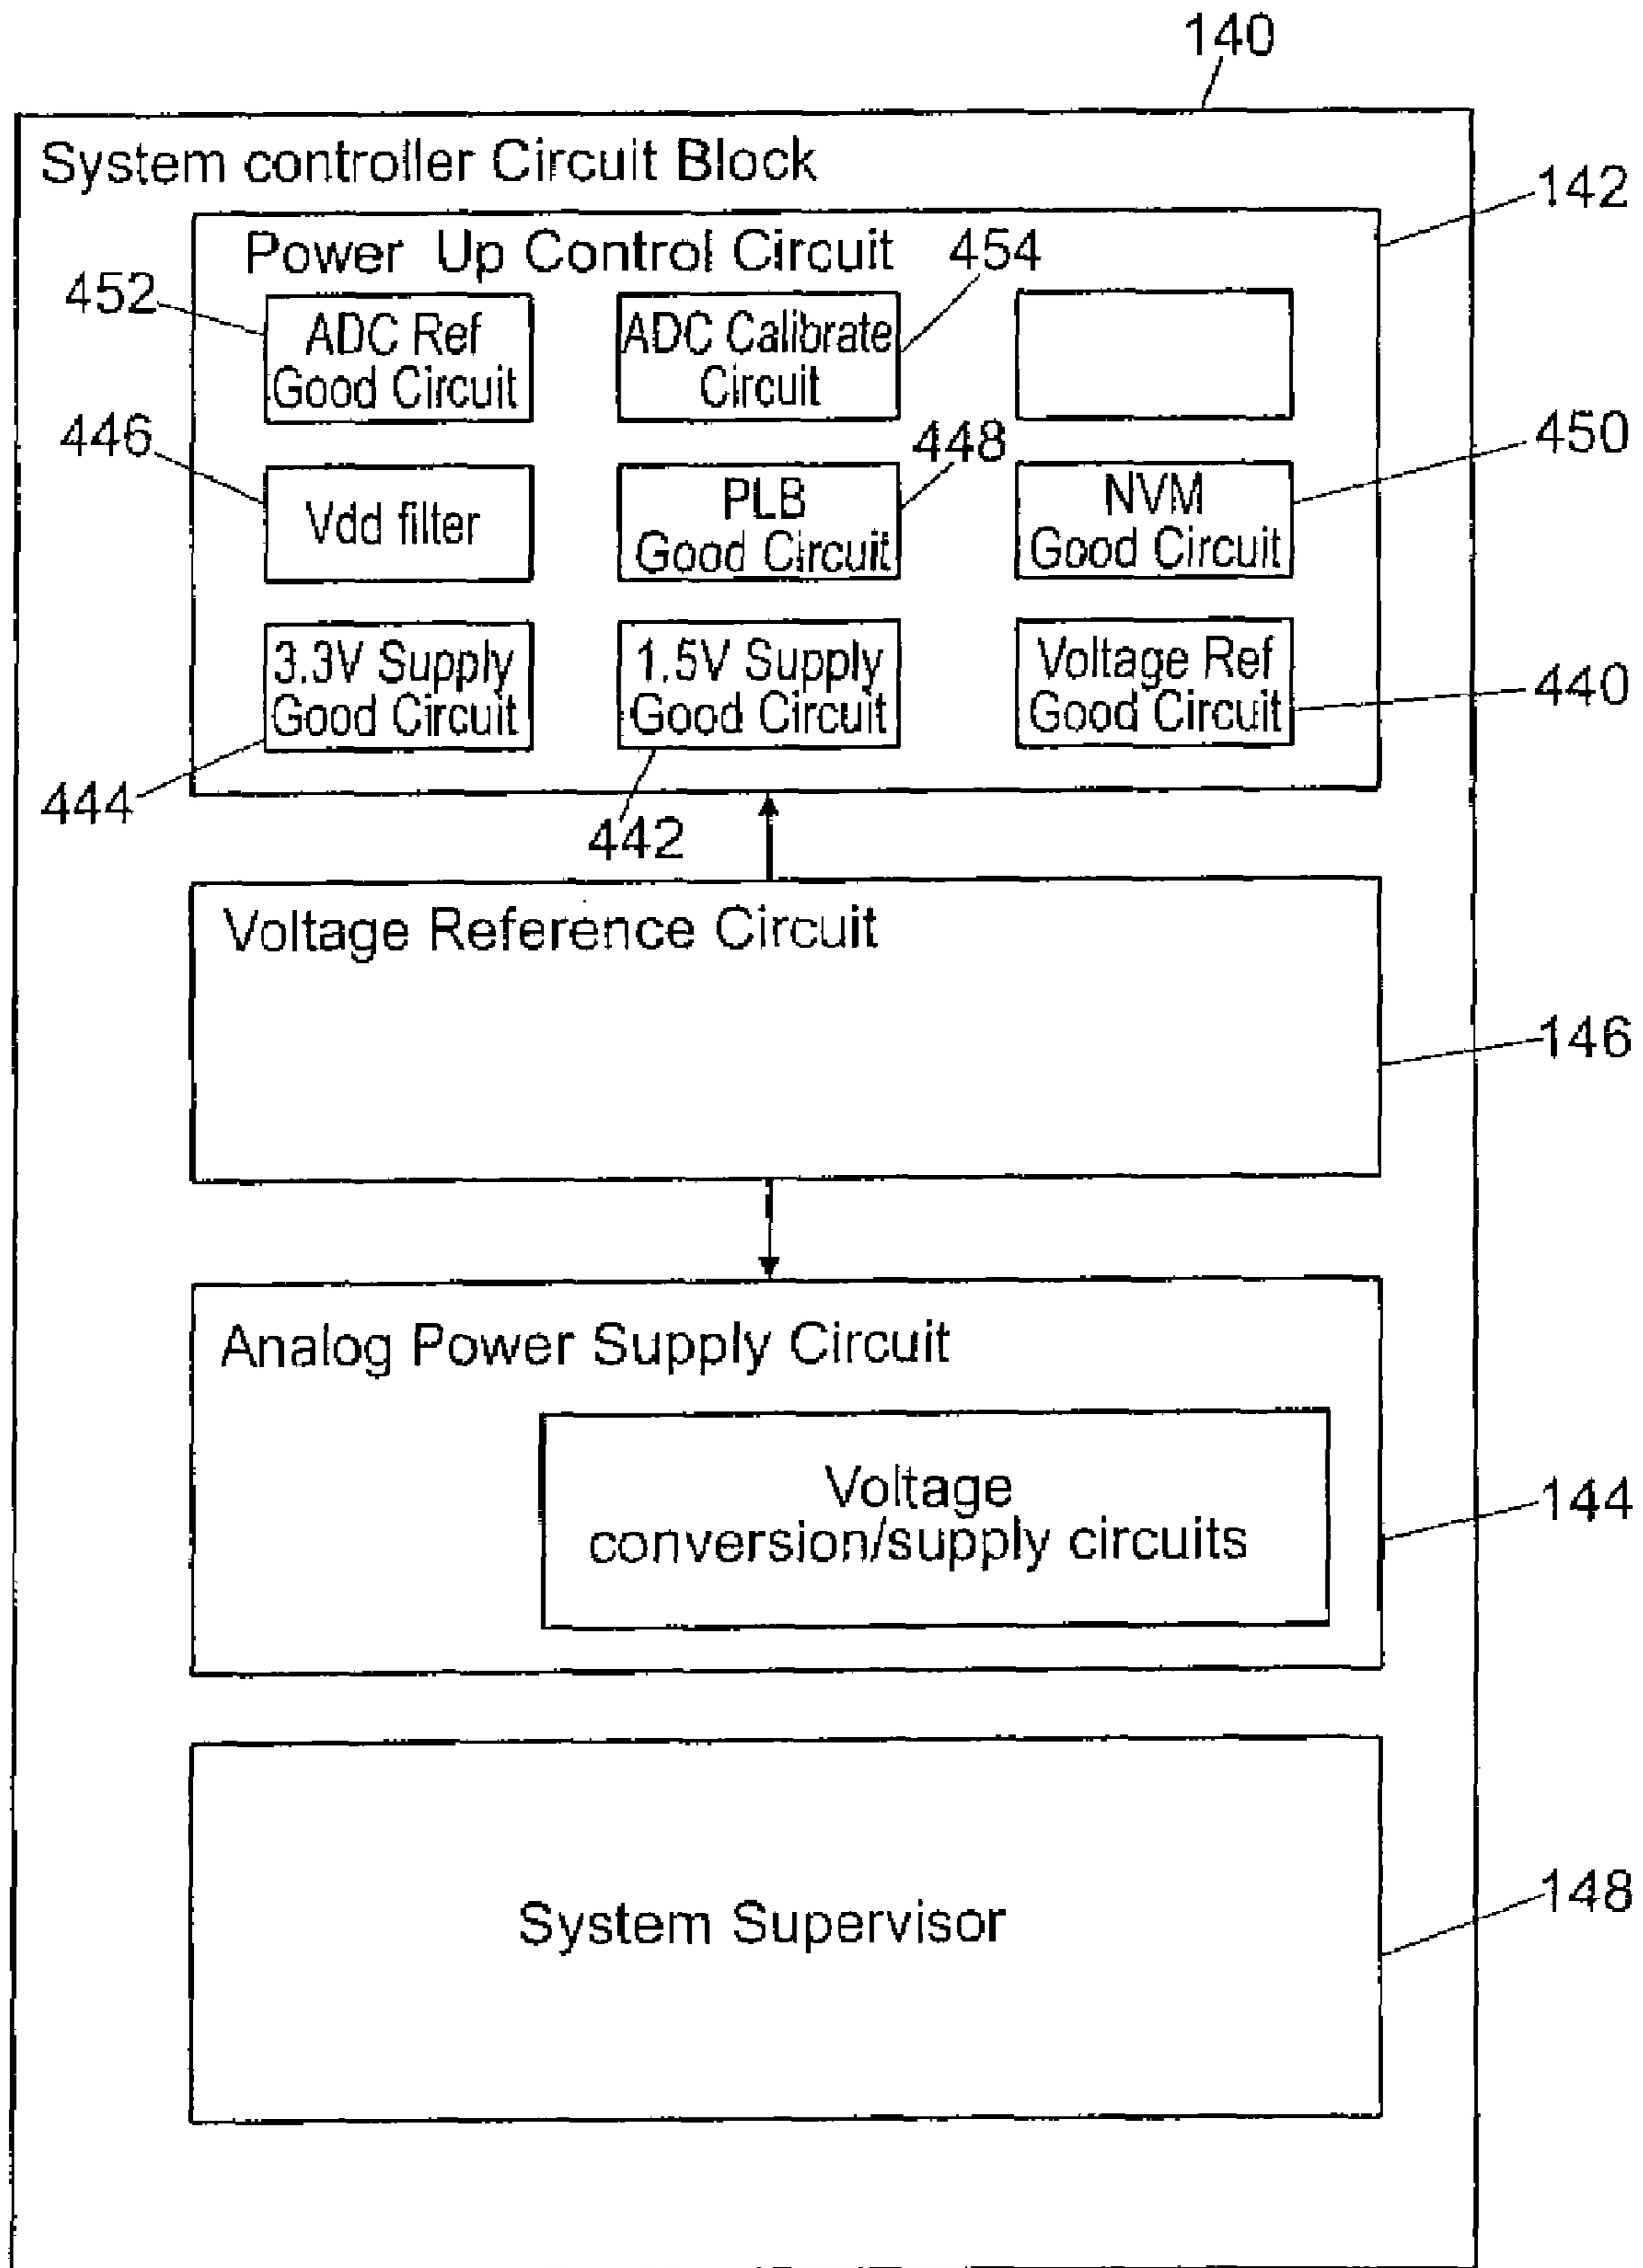 140
System controller Circuit Block
142
Power Up Control Circuit
454
452
ADC Ref
Good Circuit
ADC Calibrate
Circuit
446
448
450
Vdd filter
PLB
Good Circuit
NVM
Good Circuit
3.3V Supply
Good Circuit
1.5V Supply
Good Circuit
Voltage Ref
Good Circuit
440
444
442
Voltage Reference Circuit
146
Analog Power Supply Circuit
Voltage
conversion/supply circuits
144
System Supervisor
148